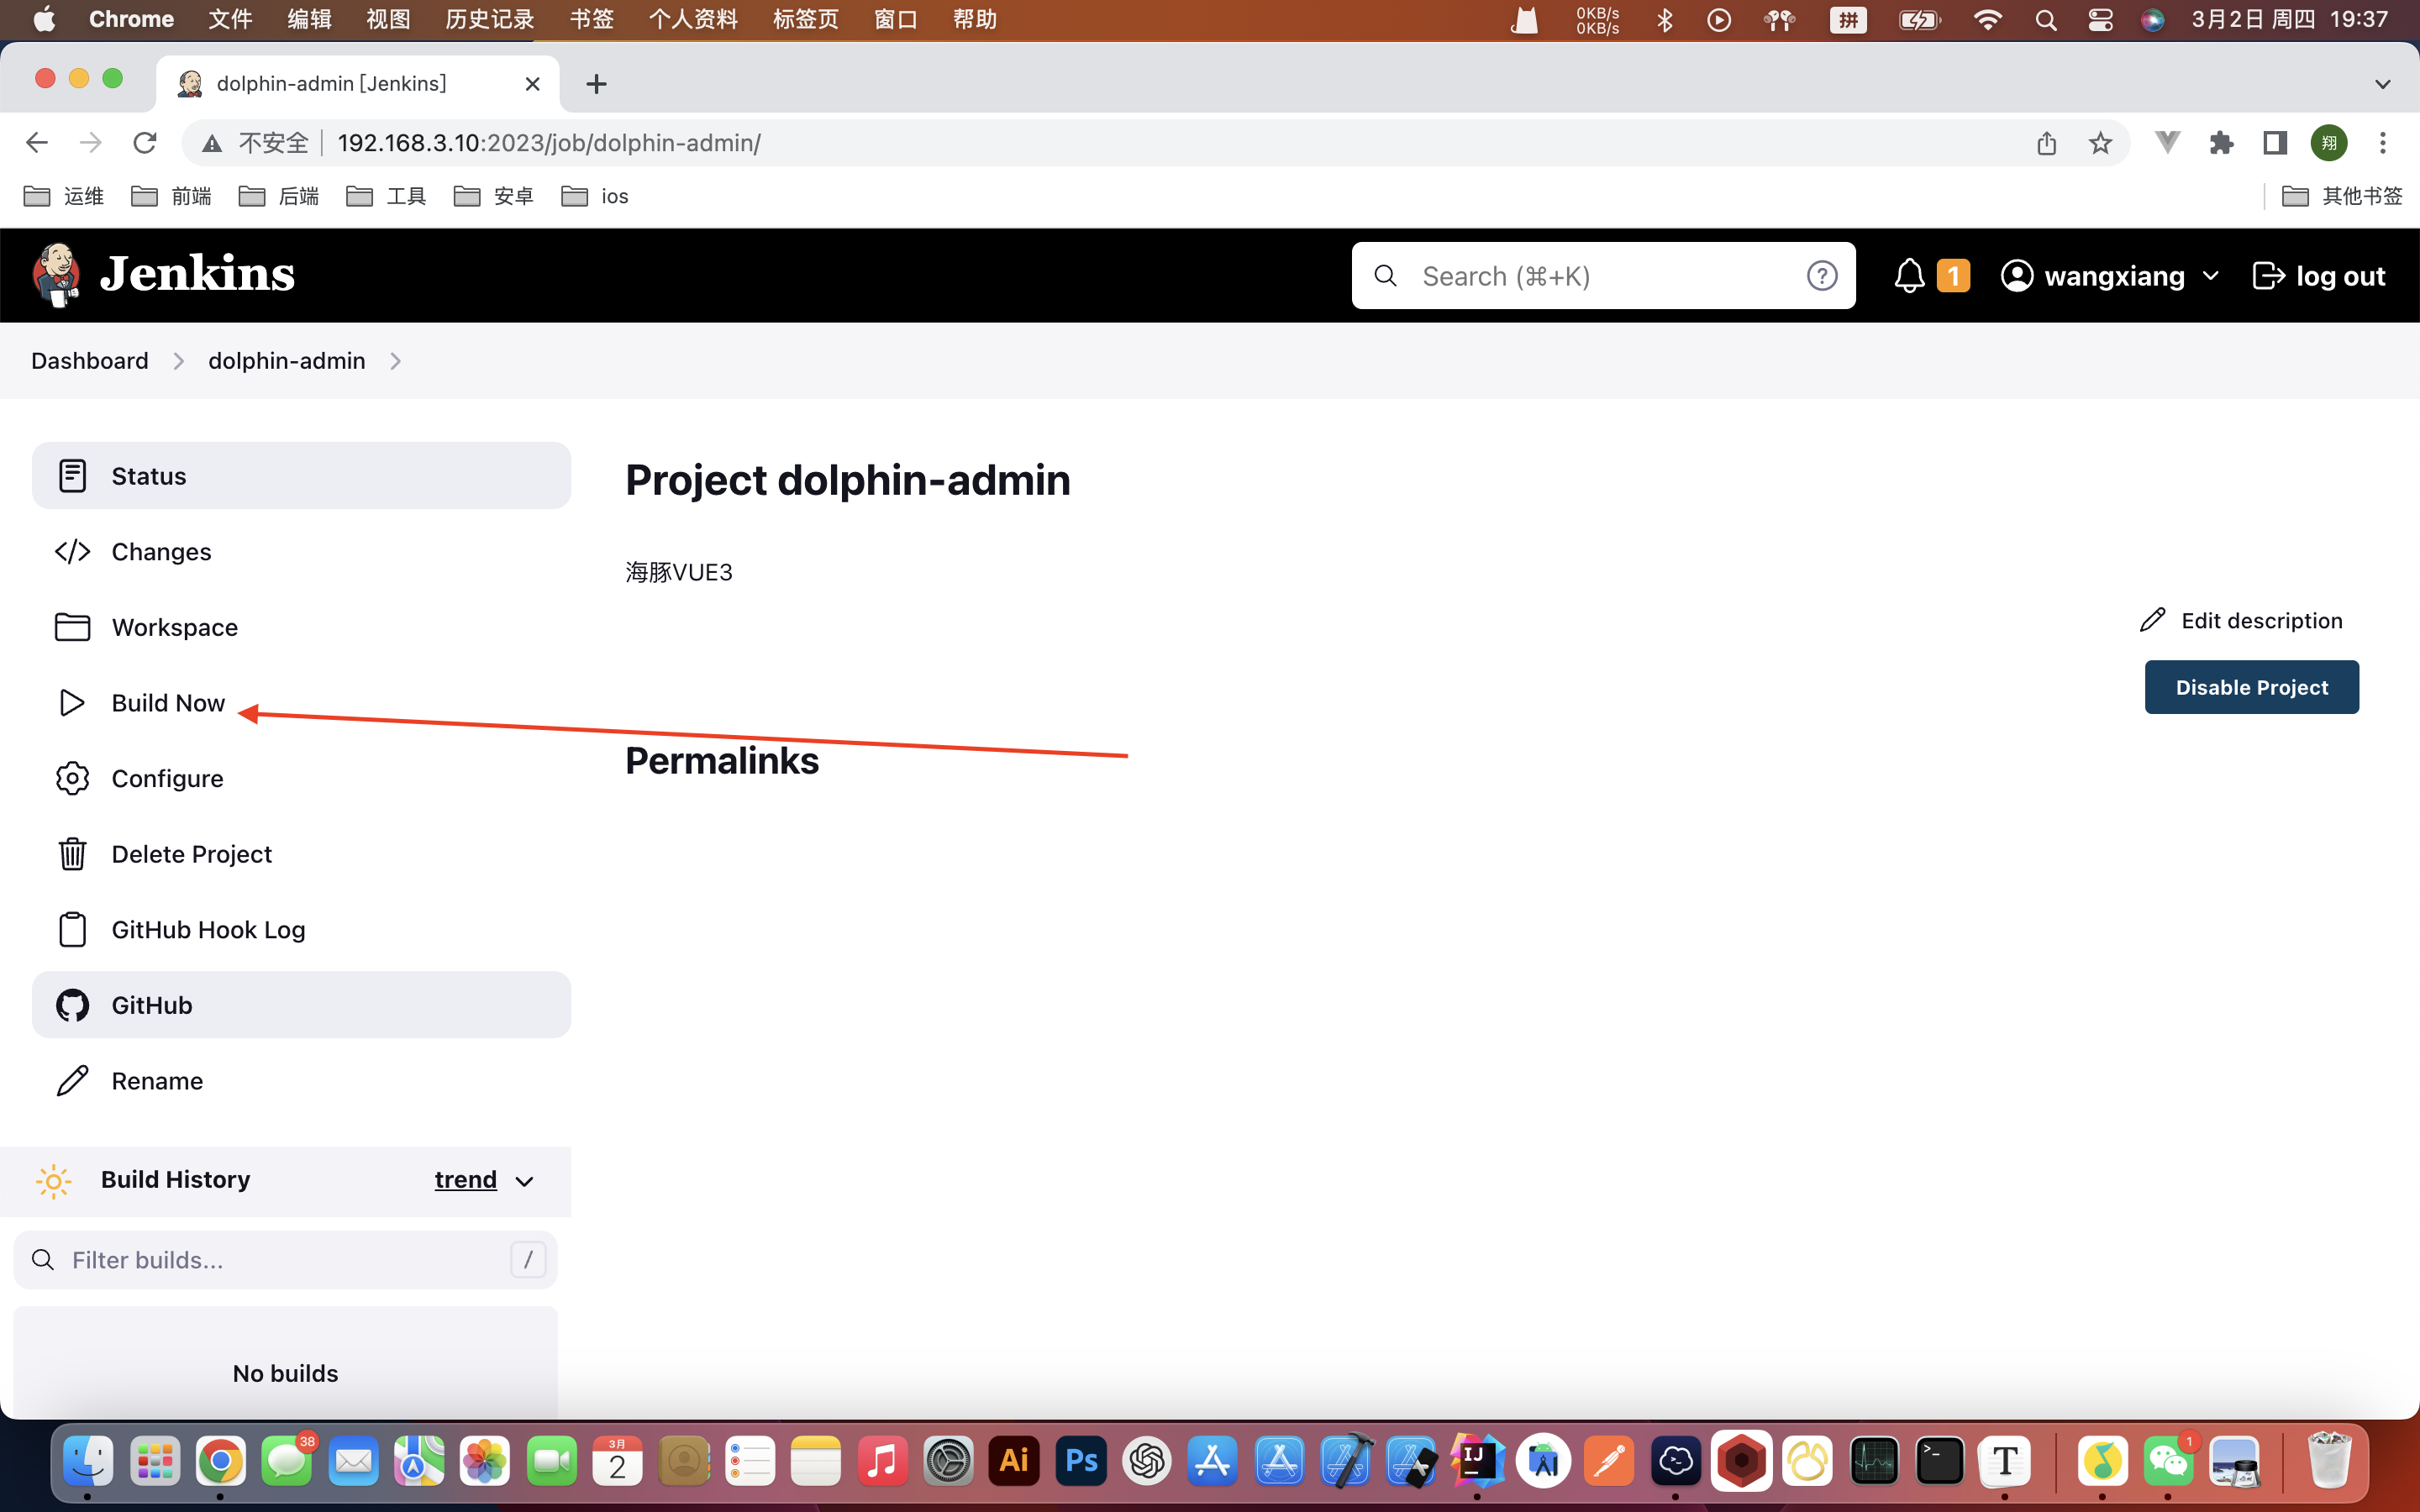 Chrome 文件 编辑 视图 历史记录 书签 个人资料 标签页 窗口 帮助
0KB/s
0KB/s
拼
3月2日 周四 19:37
dolphin-admin [Jenkins]
不安全 192.168.3.10:2023/job/dolphin-admin/
翔
运维 前端 后端 工具 安卓 ios 其他书签
Jenkins
Search (⌘+K)
1
wangxiang
log out
Dashboard
dolphin-admin
Status
Changes
Workspace
Build Now
Configure
Delete Project
GitHub Hook Log
GitHub
Rename
Project dolphin-admin
海豚VUE3
Edit description
Disable Project
Permalinks
Build History
trend
Filter builds...
/
No builds
38
3月
2
Ai
Ps
IJ
T
1